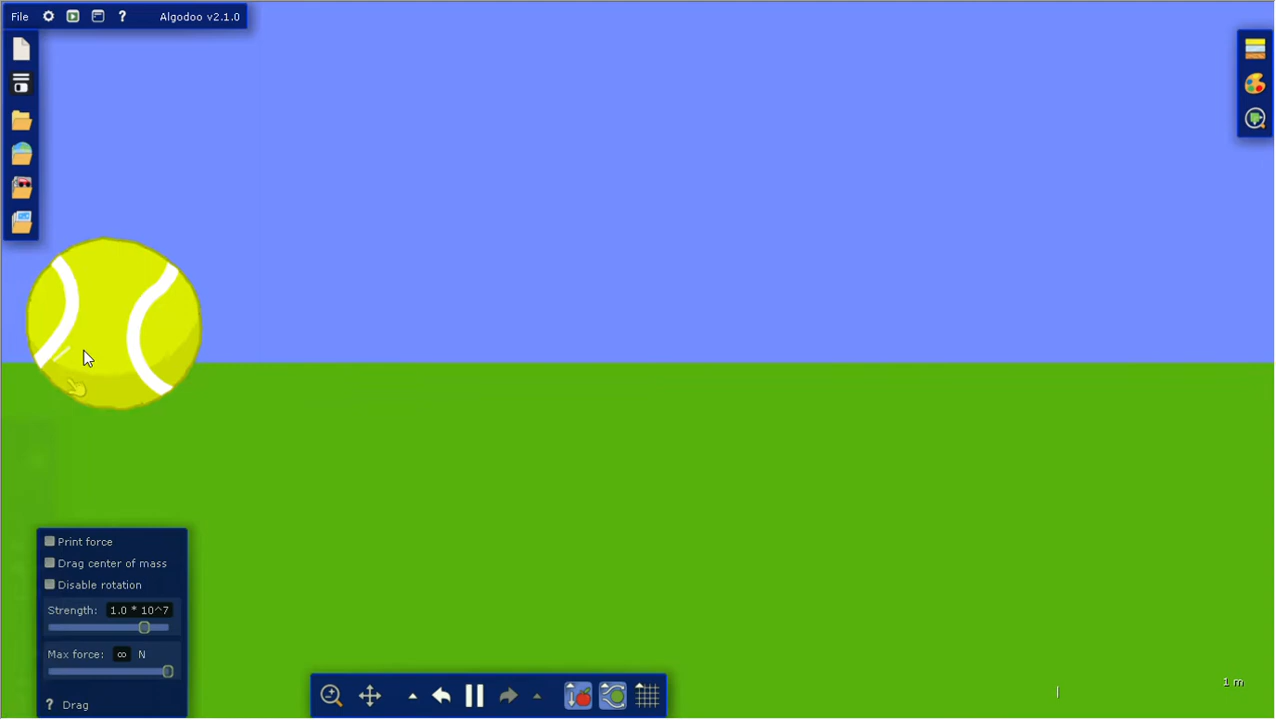 File ? Algodoo v2.1.0
Print force
Drag center of mass
Disable rotation
Strength: 1.0 * 10^7
Max force: ∞ N
? Drag
1 m